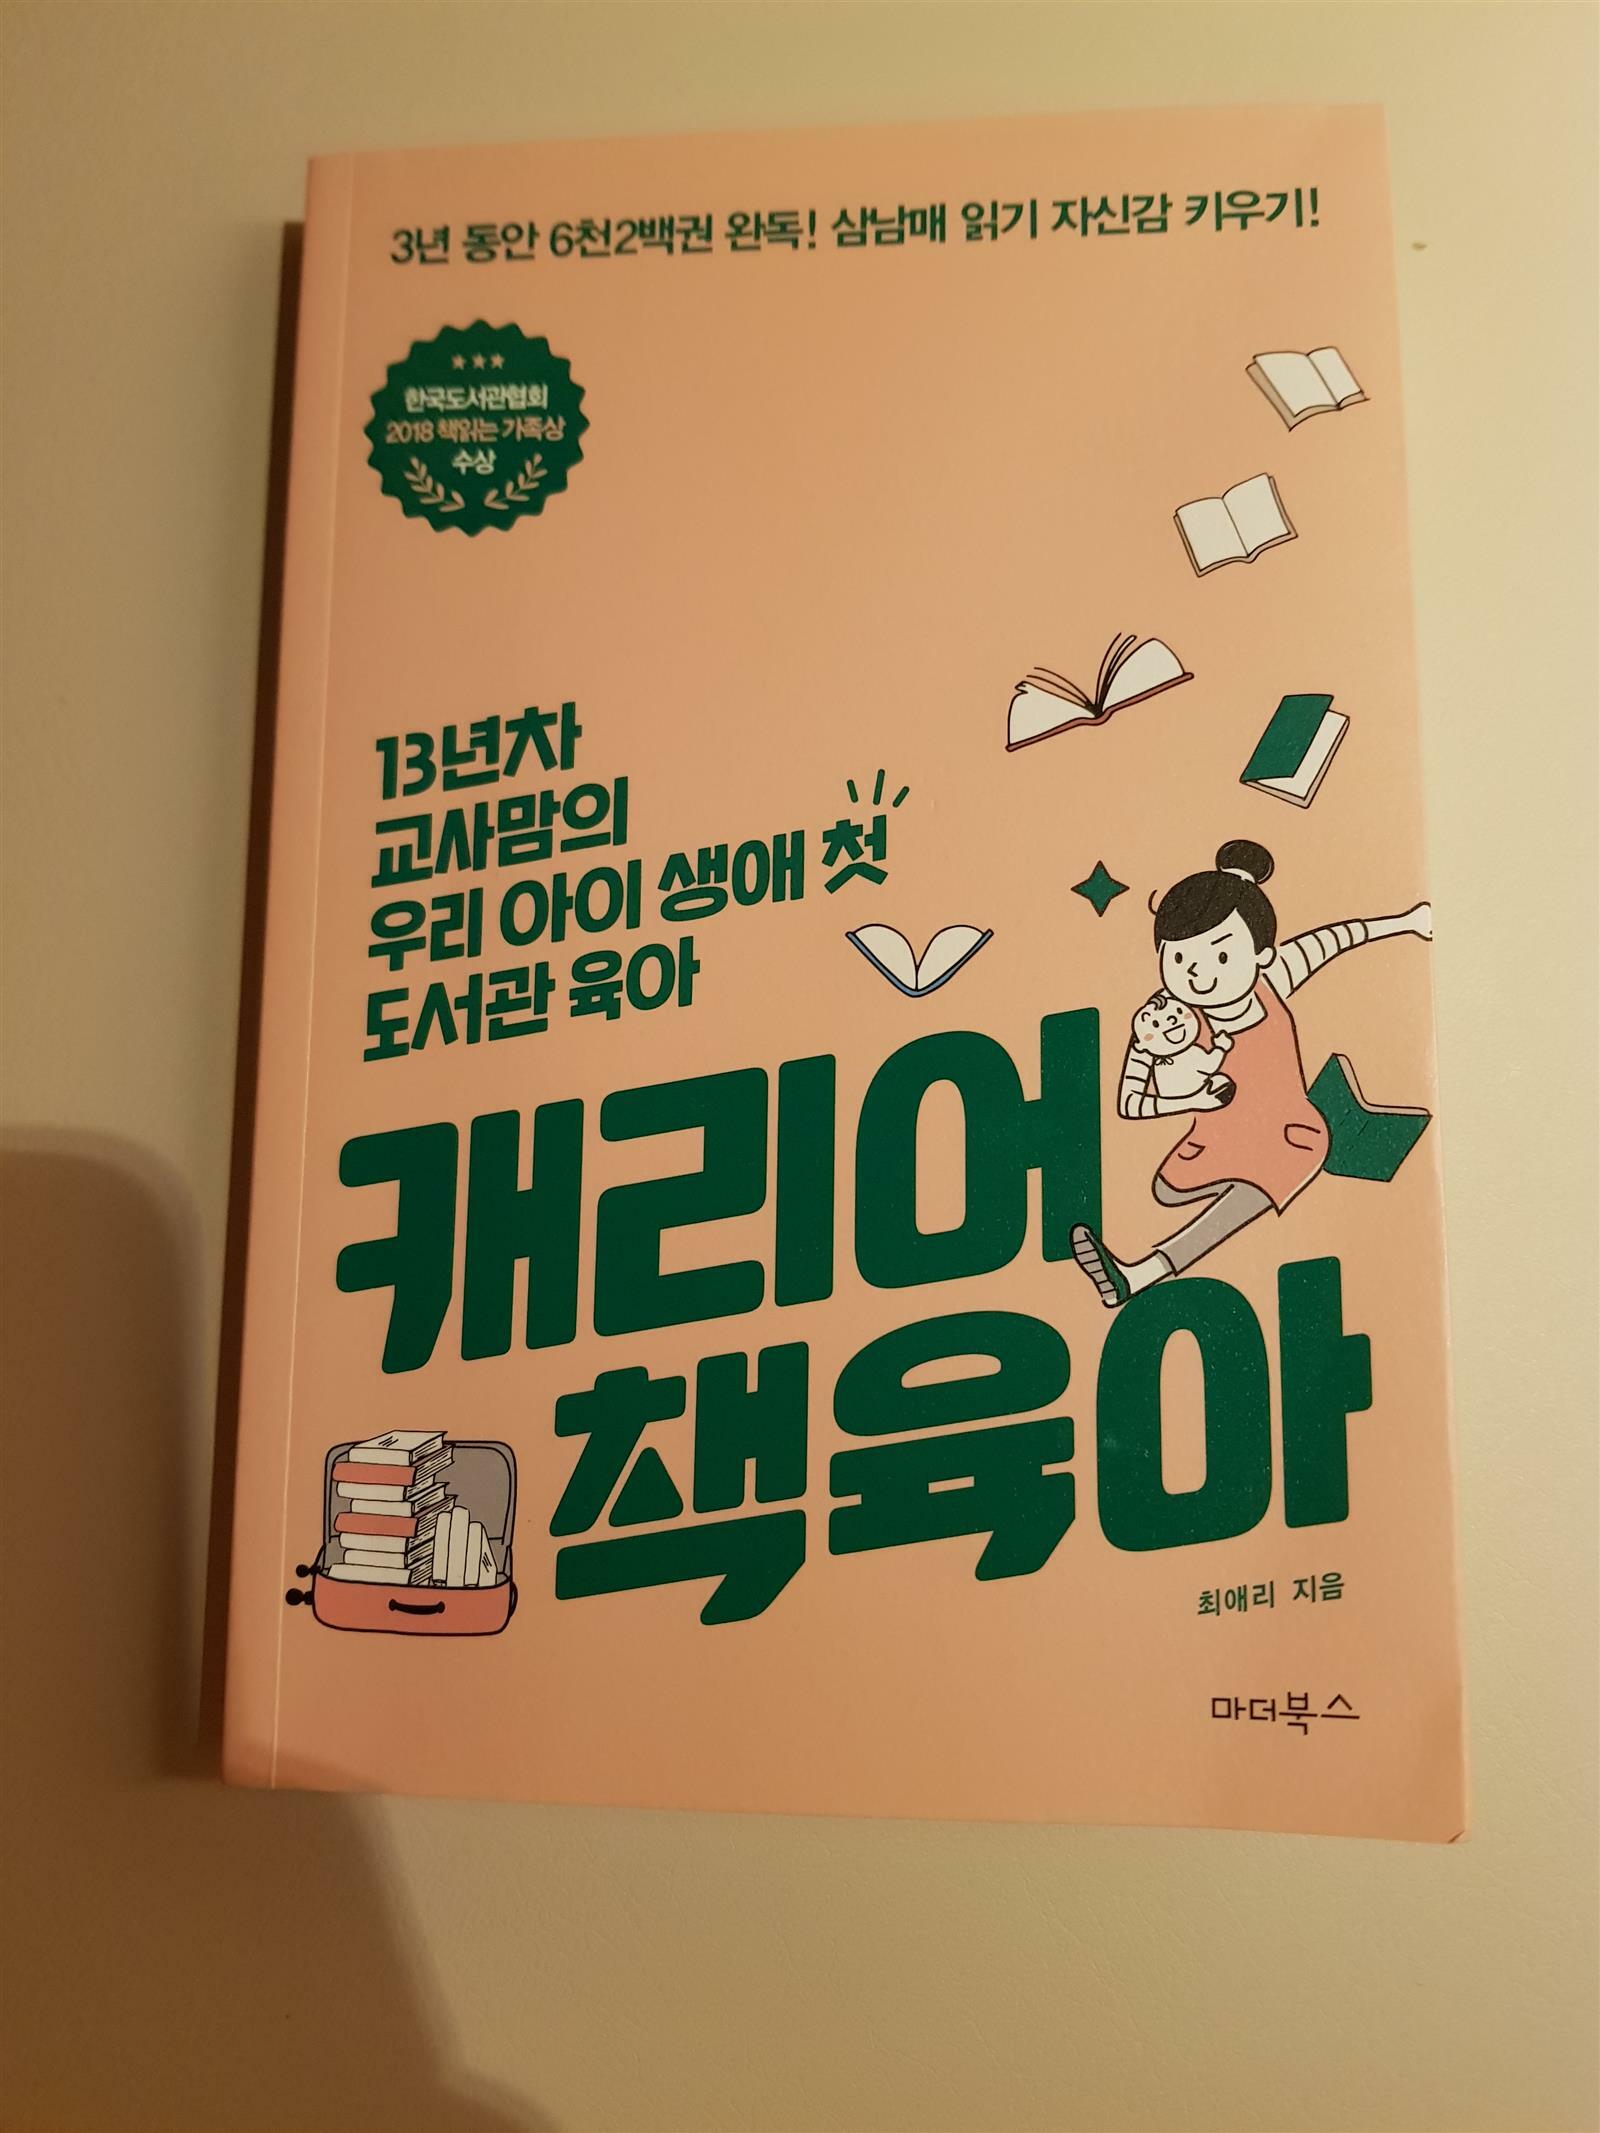 3년 동안 6천2백권 완독! 삼남매 읽기 자신감 키우기!
한국도서관협회
2018 책읽는 가족상
수상
13년차
교사맘의
우리 아이 생애 첫
도서관 육아
캐리어
책육아
최애리 지음
마더북스